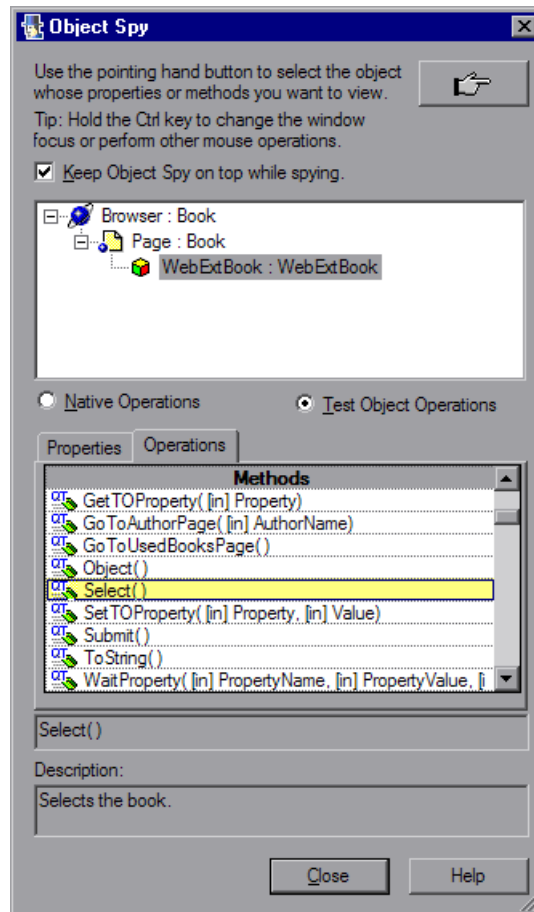 Object Spy
Use the pointing hand button to select the object
whose properties or methods you want to view.
Tip: Hold the Ctrl key to change the window
focus or perform other mouse operations.
Keep Object Spy on top while spying.
Browser : Book
Page : Book
WebExtBook : WebExtBook
Native Operations Test Object Operations
Properties Operations
Methods
GetTOProperty( [in] Property)
GoToAuthorPage( [in] AuthorName)
GoToUsedBooksPage( )
Object( )
Select( )
SetTOProperty( [in] Property, [in] Value)
Submit( )
ToString( )
WaitProperty( [in] PropertyName, [in] PropertyValue, [i
Select( )
Description:
Selects the book.
Close Help